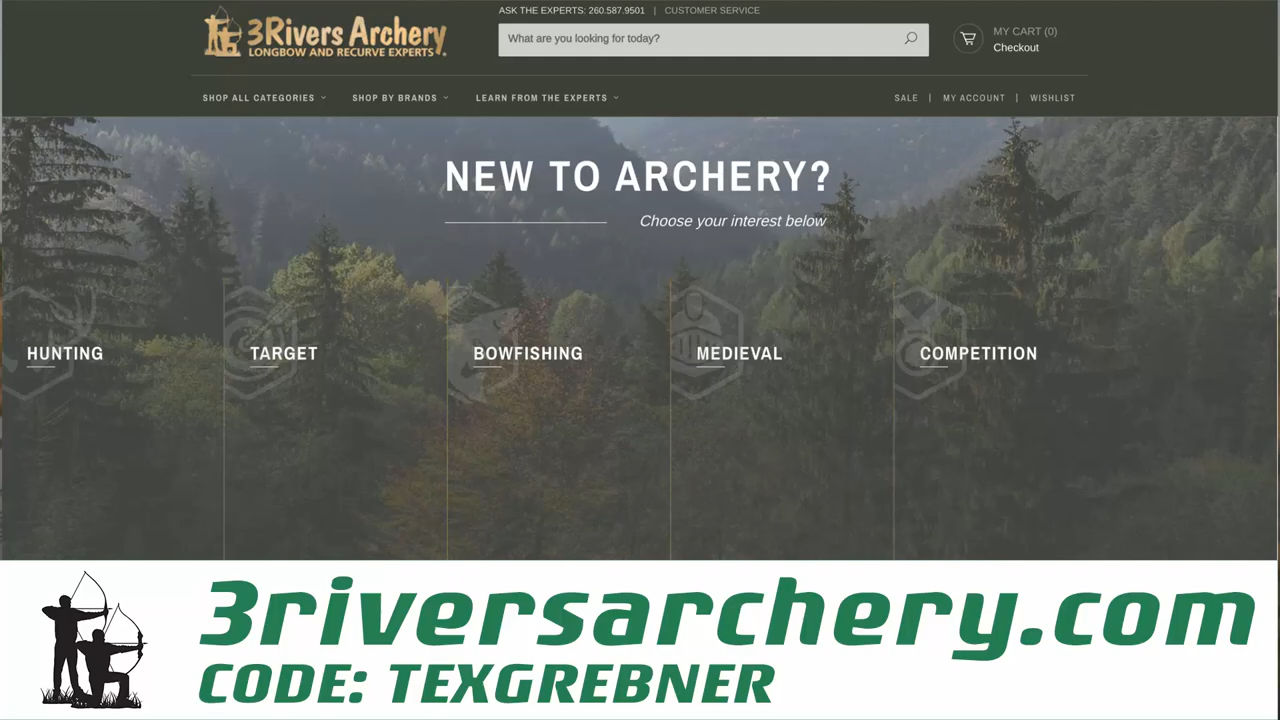 ASK THE EXPERTS: 260.587.9501 | CUSTOMER SERVICE
3Rivers Archery
LONGBOW AND RECURVE EXPERTS
What are you looking for today?
MY CART (0)
Checkout
SHOP ALL CATEGORIES SHOP BY BRANDS LEARN FROM THE EXPERTS SALE | MY ACCOUNT | WISHLIST
NEW TO ARCHERY?
Choose your interest below
HUNTING TARGET BOWFISHING MEDIEVAL COMPETITION
3riversarchery.com
CODE: TEXGREBNER